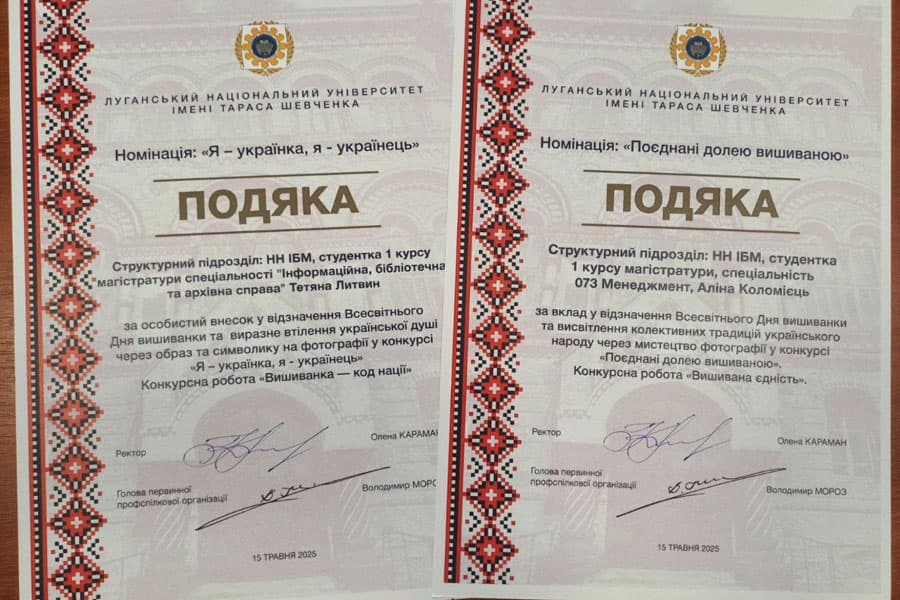 ЛУГАНСЬКИЙ НАЦІОНАЛЬНИЙ УНІВЕРСИТЕТ
ІМЕНІ ТАРАСА ШЕВЧЕНКА
Номінація: «Я – українка, я - українець»
ПОДЯКА
Структурний підрозділ: НН ІБМ, студентка 1 курсу
магістратури спеціальності "Інформаційна, бібліотечна
та архівна справа" Тетяна Литвин
за особистий внесок у відзначення Всесвітнього
Дня вишиванки та виразне втілення української душі
через образ та символіку на фотографії у конкурсі
«Я – українка, я - українець»
Конкурсна робота «Вишиванка — код нації»
Ректор
Олена КАРАМАН
Голова первинної
профспілкової організації
Володимир МОРО
15 ТРАВНЯ 2025
ЛУГАНСЬКИЙ НАЦІОНАЛЬНИЙ УНІВЕРСИТЕТ
ІМЕНІ ТАРАСА ШЕВЧЕНКА
Номінація: «Поєднані долею вишиваною»
ПОДЯКА
Структурний підрозділ: НН ІБМ, студентка
1 курсу магістратури, спеціальність
073 Менеджмент, Аліна Коломієць
за вклад у відзначення Всесвітнього Дня вишиванки
та висвітлення колективних традицій українського
народу через мистецтво фотографії у конкурсі
«Поєднані долею вишиваною».
Конкурсна робота «Вишивана єдність».
Ректор
Олена КАРАМАН
Голова первинної
профспілкової організації
Володимир МОРОЗ
15 ТРАВНЯ 2025